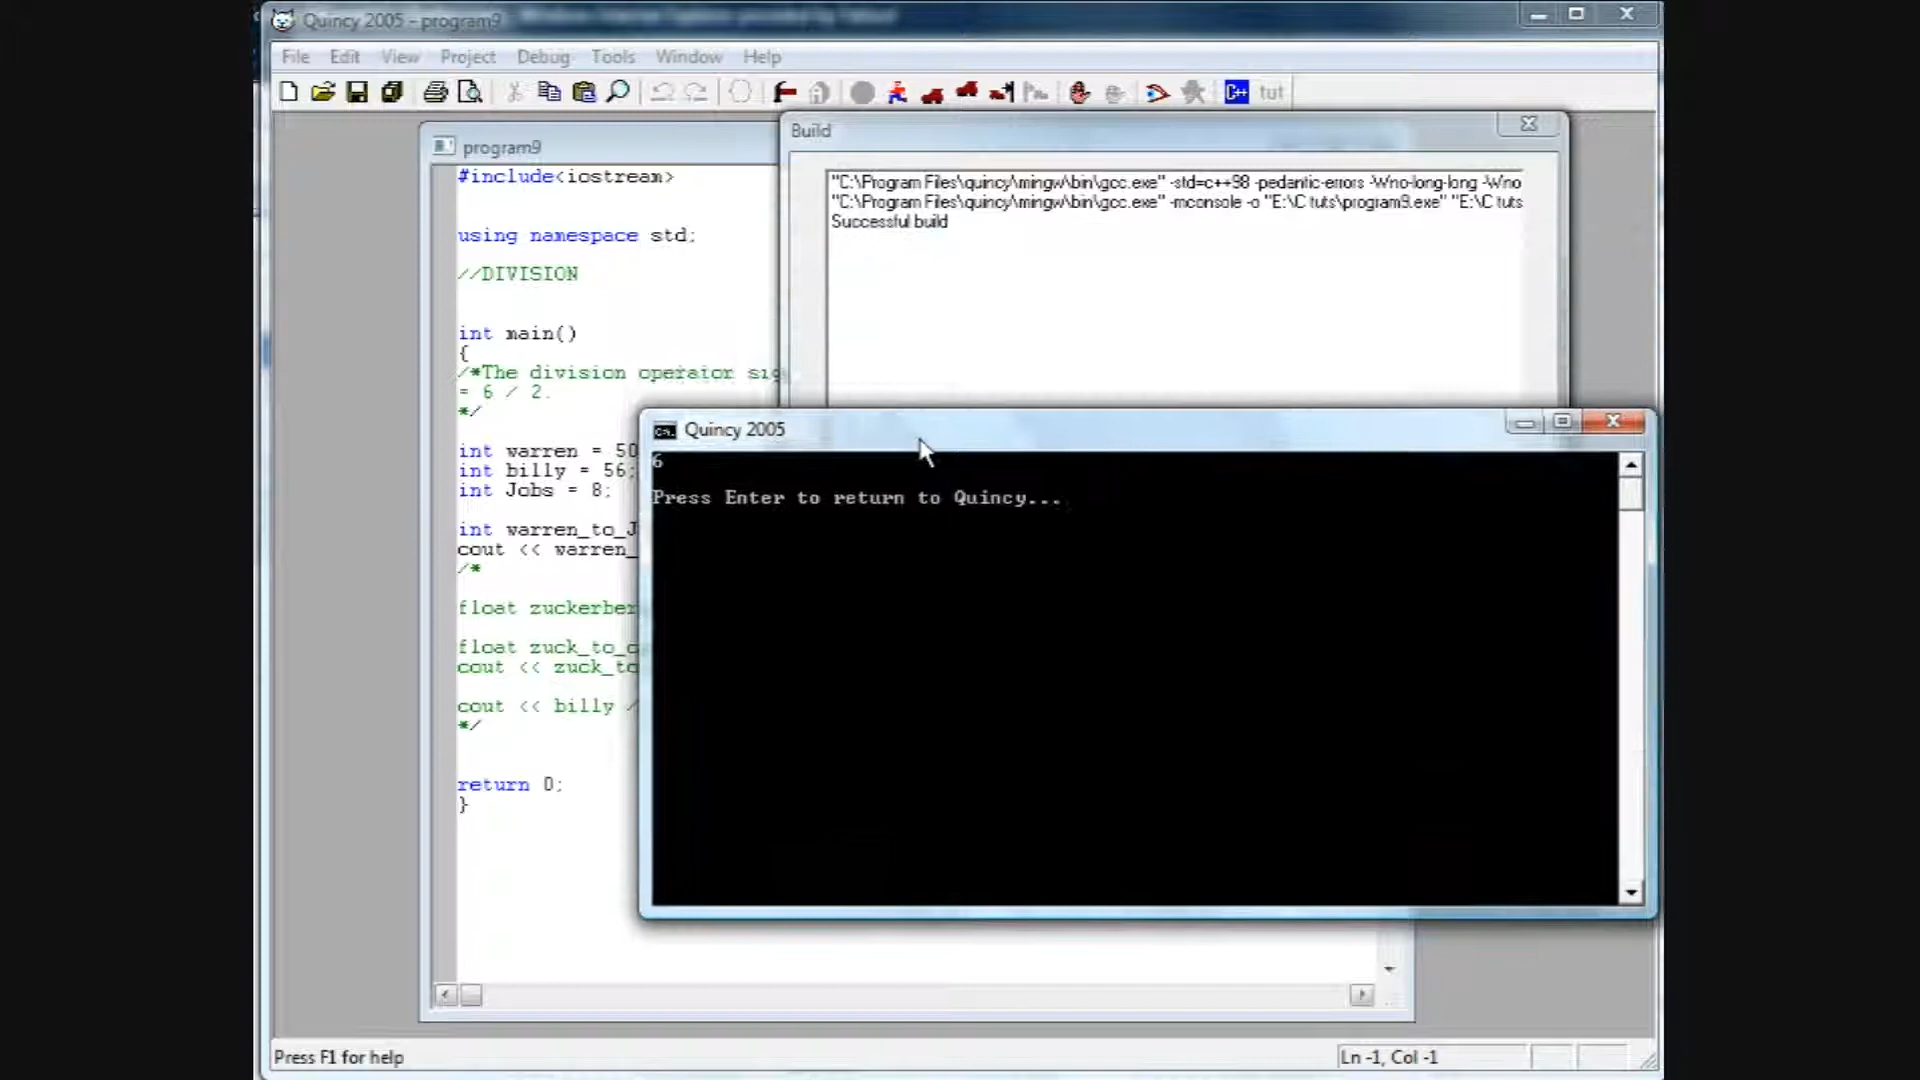 Quincy 2005 - program9
File Edit View Project Debug Tools Window Help
C++ tut
program9
#include<iostream>
using namespace std;
//DIVISION
int main()
{
/*The division operator sig
= 6 / 2.
*/
int warren = 50
int billy = 56;
int Jobs = 8;
int warren_to_J
cout << warren_
/*
float zuckerber
float zuck_to_
cout << zuck_to
cout << billy /
*/
return 0;
}
Build
"C:\Program Files\quincy\mingw\bin\gcc.exe" -std=c++98 -pedantic-errors -Wno-long-long -Wno
"C:\Program Files\quincy\mingw\bin\gcc.exe" -mconsole -o "E:\C tuts\program9.exe" "E:\C tuts
Successful build
Quincy 2005
6
Press Enter to return to Quincy...
Press F1 for help
Ln -1, Col -1